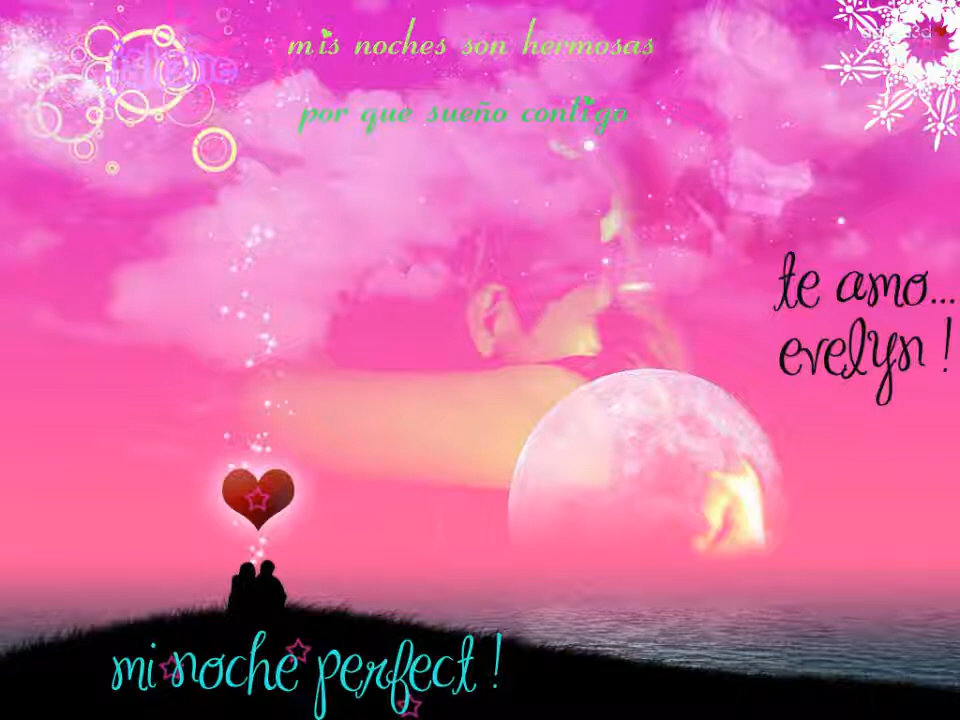 mis noches son hermosas
por que sueño contigo
te amo...
evelyn !
mi noche perfect !